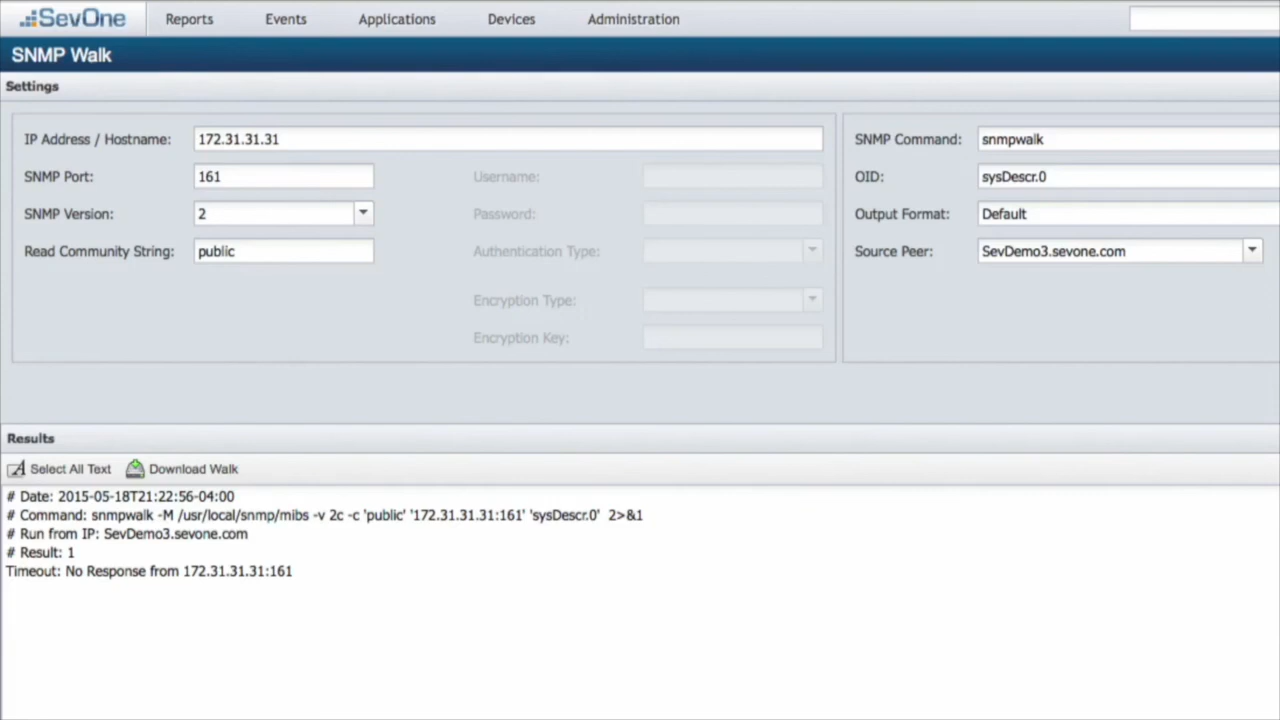 SevOne Reports Events Applications Devices Administration
SNMP Walk
Settings
IP Address / Hostname: 172.31.31.31
SNMP Port: 161
SNMP Version: 2
Read Community String: public
Username:
Password:
Authentication Type:
Encryption Type:
Encryption Key:
SNMP Command: snmpwalk
OID: sysDescr.0
Output Format: Default
Source Peer: SevDemo3.sevone.com
Results
Select All Text Download Walk
# Date: 2015-05-18T21:22:56-04:00
# Command: snmpwalk -M /usr/local/snmp/mibs -v 2c -c 'public' '172.31.31.31:161' 'sysDescr.0' 2>&1
# Run from IP: SevDemo3.sevone.com
# Result: 1
Timeout: No Response from 172.31.31.31:161